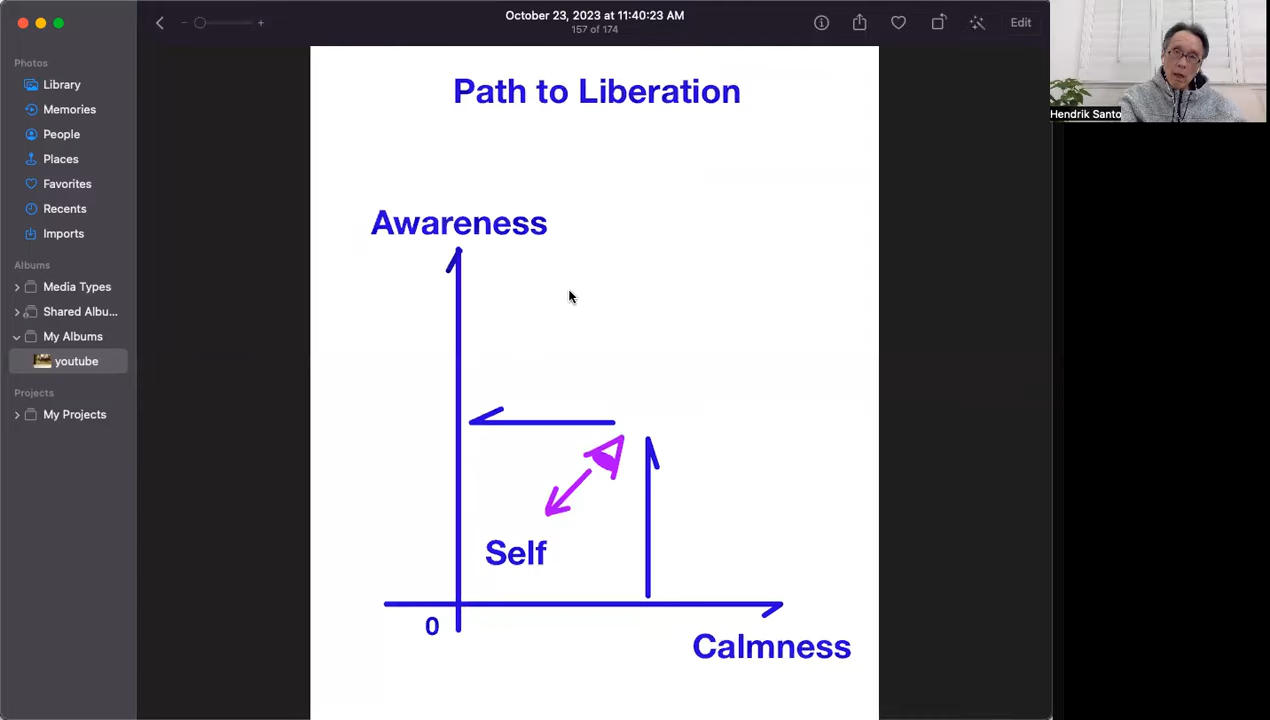 October 23, 2023 at 11:40:23 AM
157 of 174
Edit
Photos
Library
Memories
People
Places
Favorites
Recents
Imports
Albums
Media Types
Shared Albu...
My Albums
youtube
Projects
My Projects
Path to Liberation
Awareness
Self
0
Calmness
Hendrik Santo